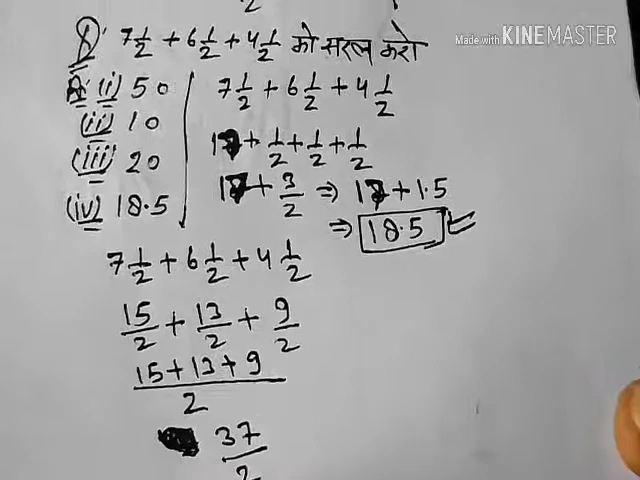 Made with KINEMASTER
Q' 7 1/2 + 6 1/2 + 4 1/2 को सरल करो
A' (i) 50
(ii) 10
(iii) 20
(iv) 18.5
7 1/2 + 6 1/2 + 4 1/2
17 + 1/2 + 1/2 + 1/2
17 + 3/2 ⇒ 17 + 1.5
⇒ 18.5
7 1/2 + 6 1/2 + 4 1/2
15/2 + 13/2 + 9/2
15 + 13 + 9 / 2
37/2